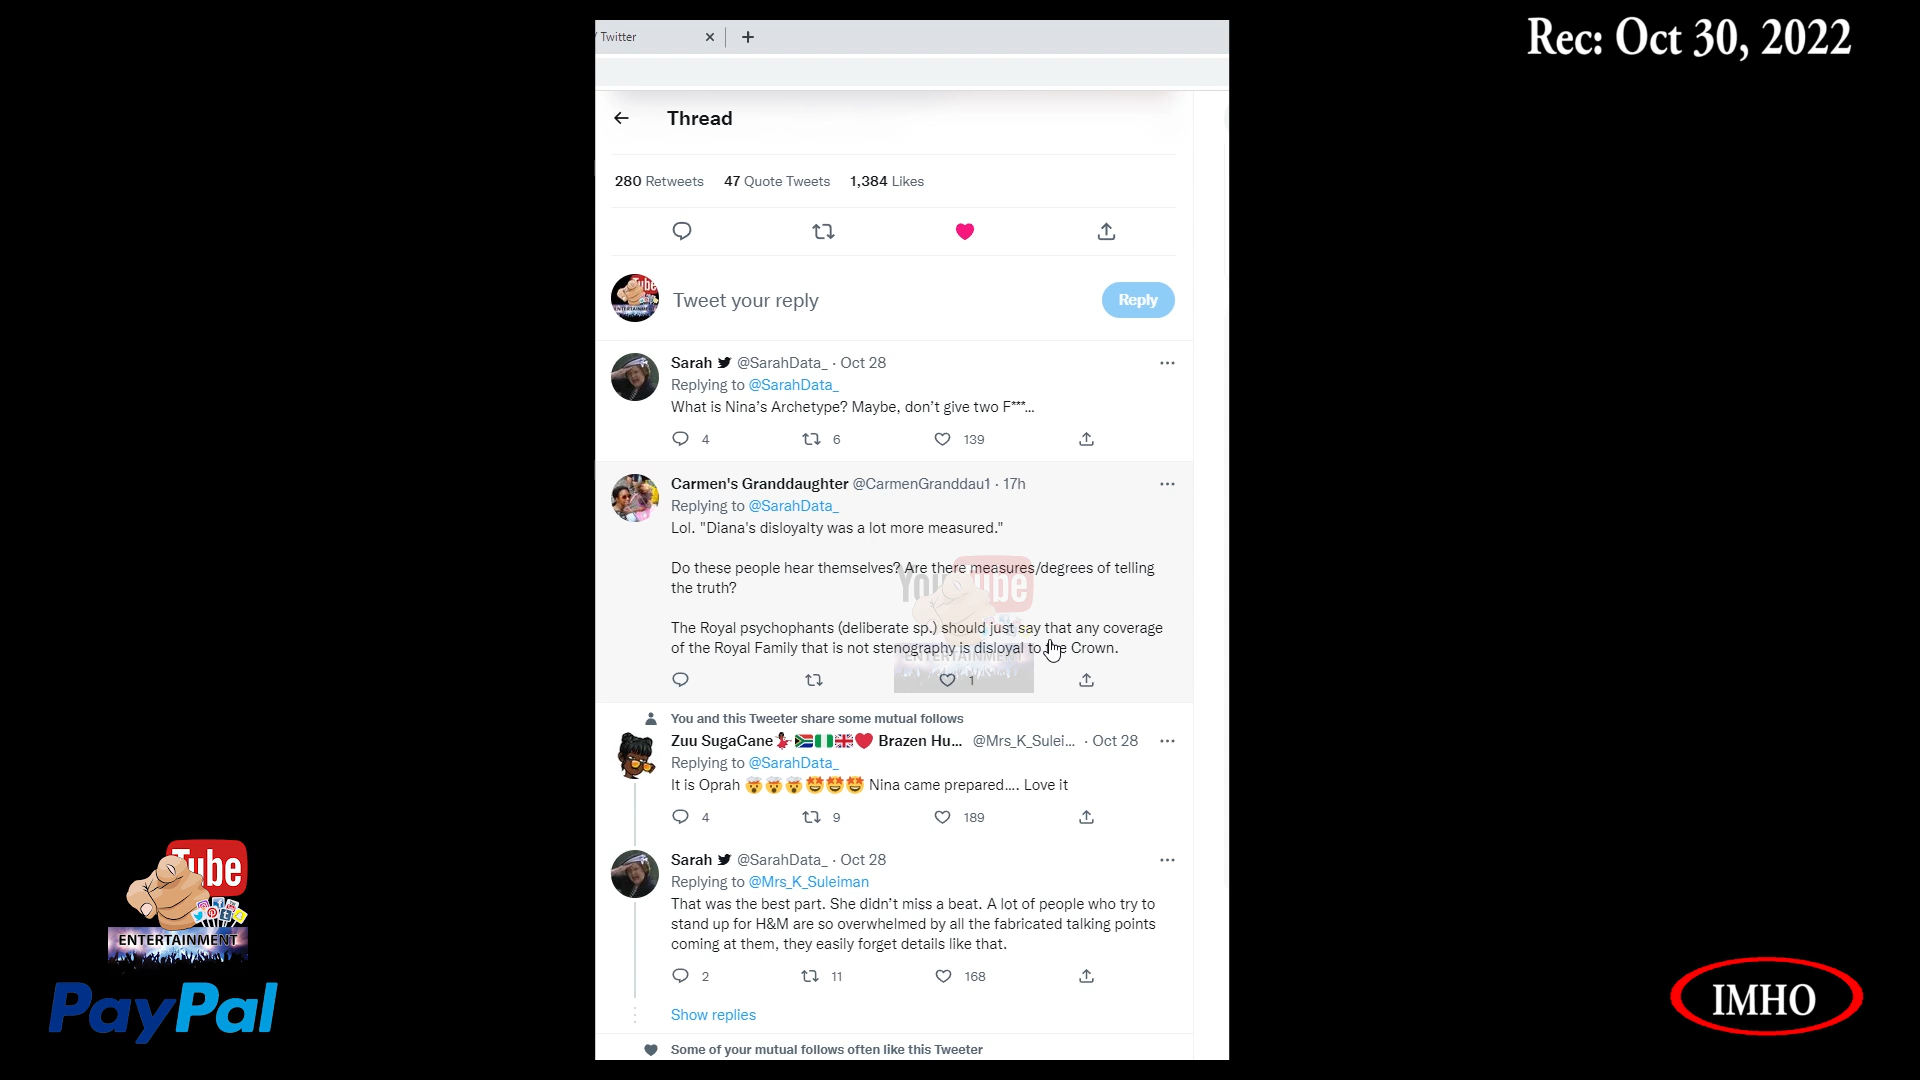 / Twitter
Rec: Oct 30, 2022
Thread
280 Retweets 47 Quote Tweets 1,384 Likes
Tweet your reply
Reply
Sarah @SarahData_ · Oct 28
Replying to @SarahData_
What is Nina’s Archetype? Maybe, don’t give two F***...
4 6 139
Carmen's Granddaughter @CarmenGranddau1 · 17h
Replying to @SarahData_
Lol. "Diana's disloyalty was a lot more measured."
Do these people hear themselves? Are there measures/degrees of telling
the truth?
The Royal psychophants (deliberate sp.) should just say that any coverage
of the Royal Family that is not stenography is disloyal to the Crown.
1
YouTube
ENTERTAINMENT
You and this Tweeter share some mutual follows
Zuu SugaCane💃🏿🇿🇦🇳🇬🇬🇧❤️ Brazen Hu... @Mrs_K_Sulei... · Oct 28
Replying to @SarahData_
It is Oprah 🤯🤯🤯🤩🤩🤩 Nina came prepared.... Love it
4 9 189
Sarah @SarahData_ · Oct 28
Replying to @Mrs_K_Suleiman
That was the best part. She didn’t miss a beat. A lot of people who try to
stand up for H&M are so overwhelmed by all the fabricated talking points
coming at them, they easily forget details like that.
2 11 168
Show replies
Some of your mutual follows often like this Tweeter
Tube
ENTERTAINMENT
PayPal
IMHO